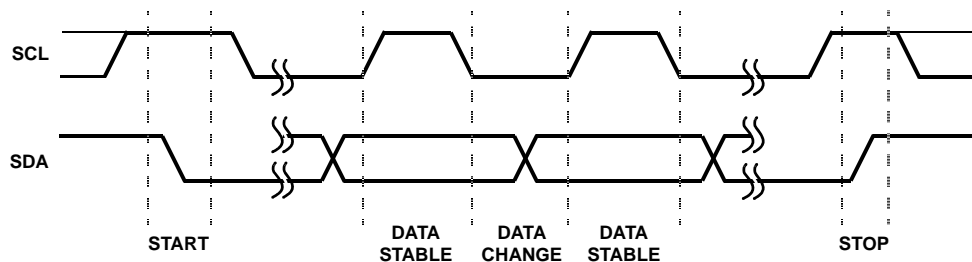 SCL
SDA
START
DATA
STABLE
DATA
CHANGE
DATA
STABLE
STOP